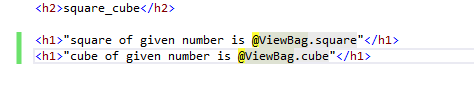 <h2>square_cube</h2>
<h1>"square of given number is @ViewBag.square"</h1>
<h1>"cube of given number is @ViewBag.cube"</h1>